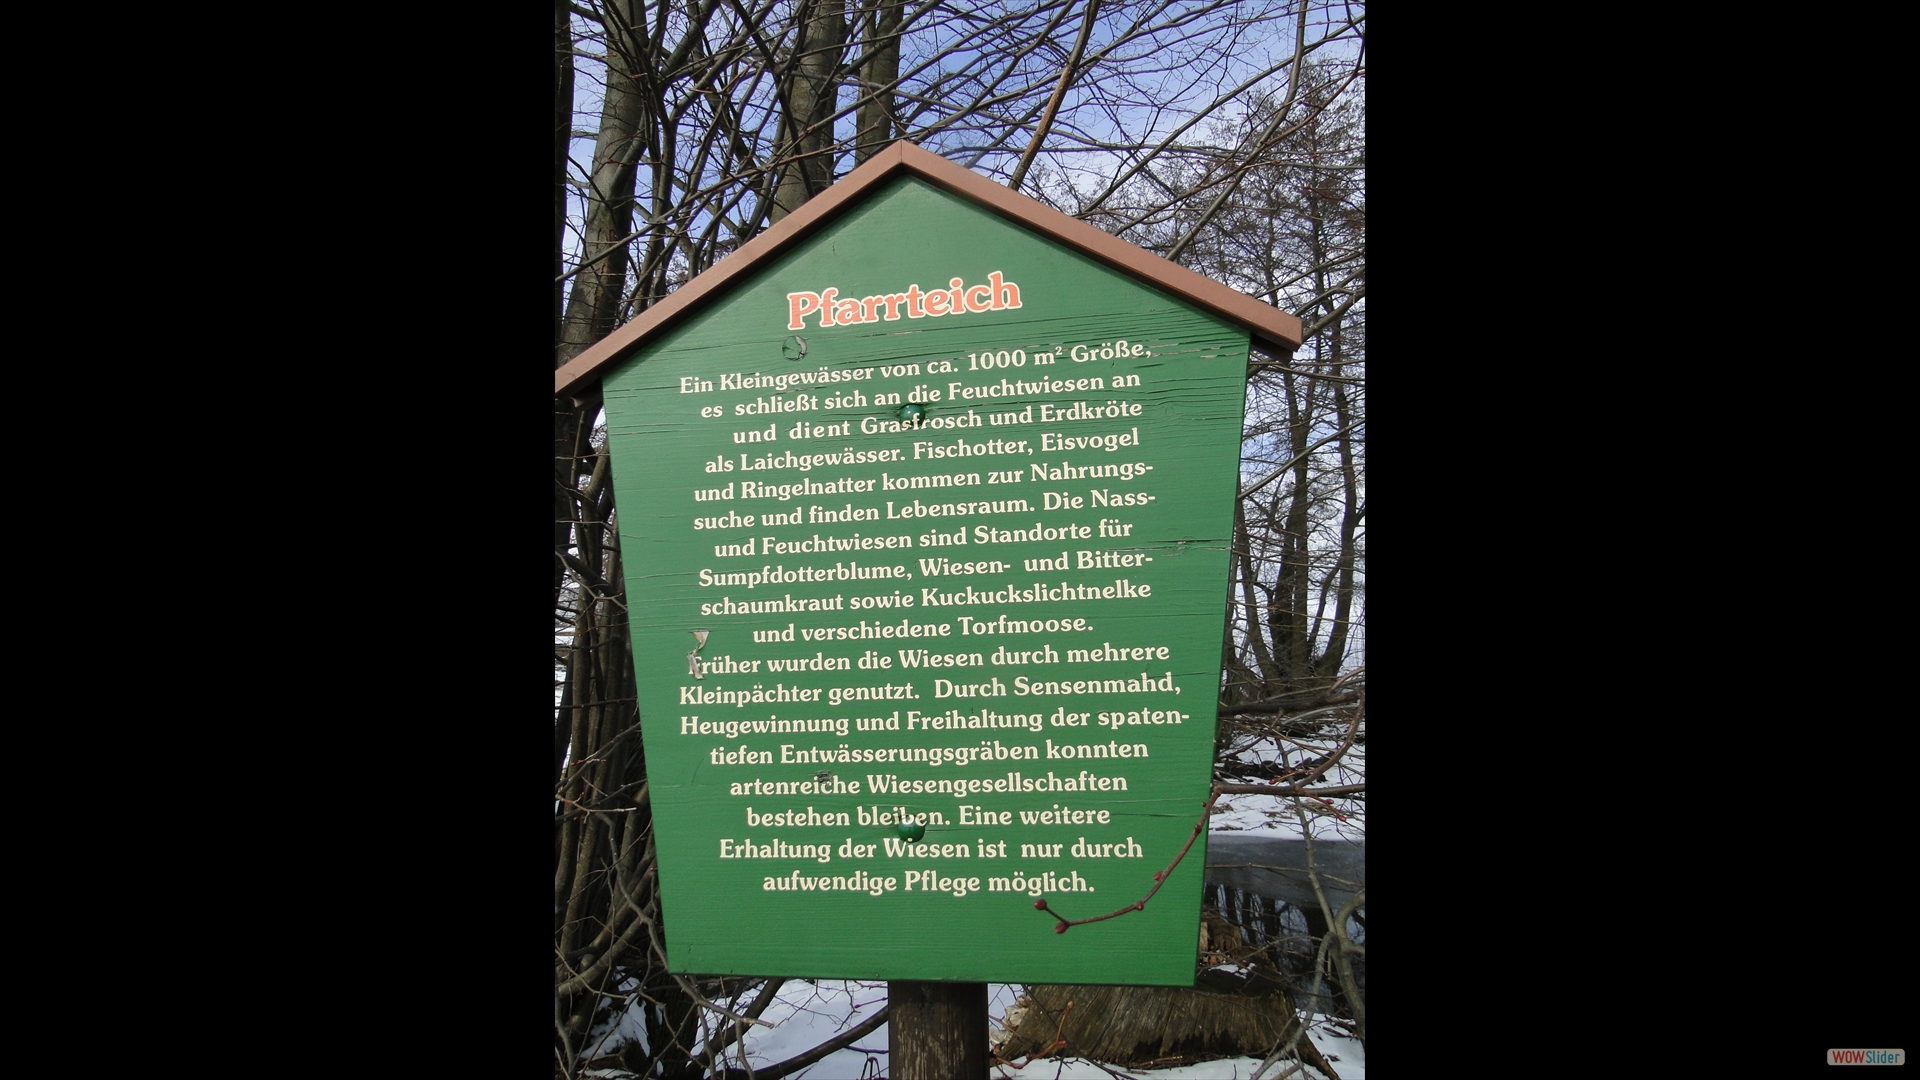 Pfarrteich
Ein Kleingewässer von ca. 1000 m² Größe,
es schließt sich an die Feuchtwiesen an
und dient Grasfrosch und Erdkröte
als Laichgewässer. Fischotter, Eisvogel
und Ringelnatter kommen zur Nahrungs-
suche und finden Lebensraum. Die Nass-
und Feuchtwiesen sind Standorte für
Sumpfdotterblume, Wiesen- und Bitter-
schaumkraut sowie Kuckuckslichtnelke
und verschiedene Torfmoose.
Früher wurden die Wiesen durch mehrere
Kleinpächter genutzt. Durch Sensenmahd,
Heugewinnung und Freihaltung der spaten-
tiefen Entwässerungsgräben konnten
artenreiche Wiesengesellschaften
bestehen bleiben. Eine weitere
Erhaltung der Wiesen ist nur durch
aufwendige Pflege möglich.
WOWSlider